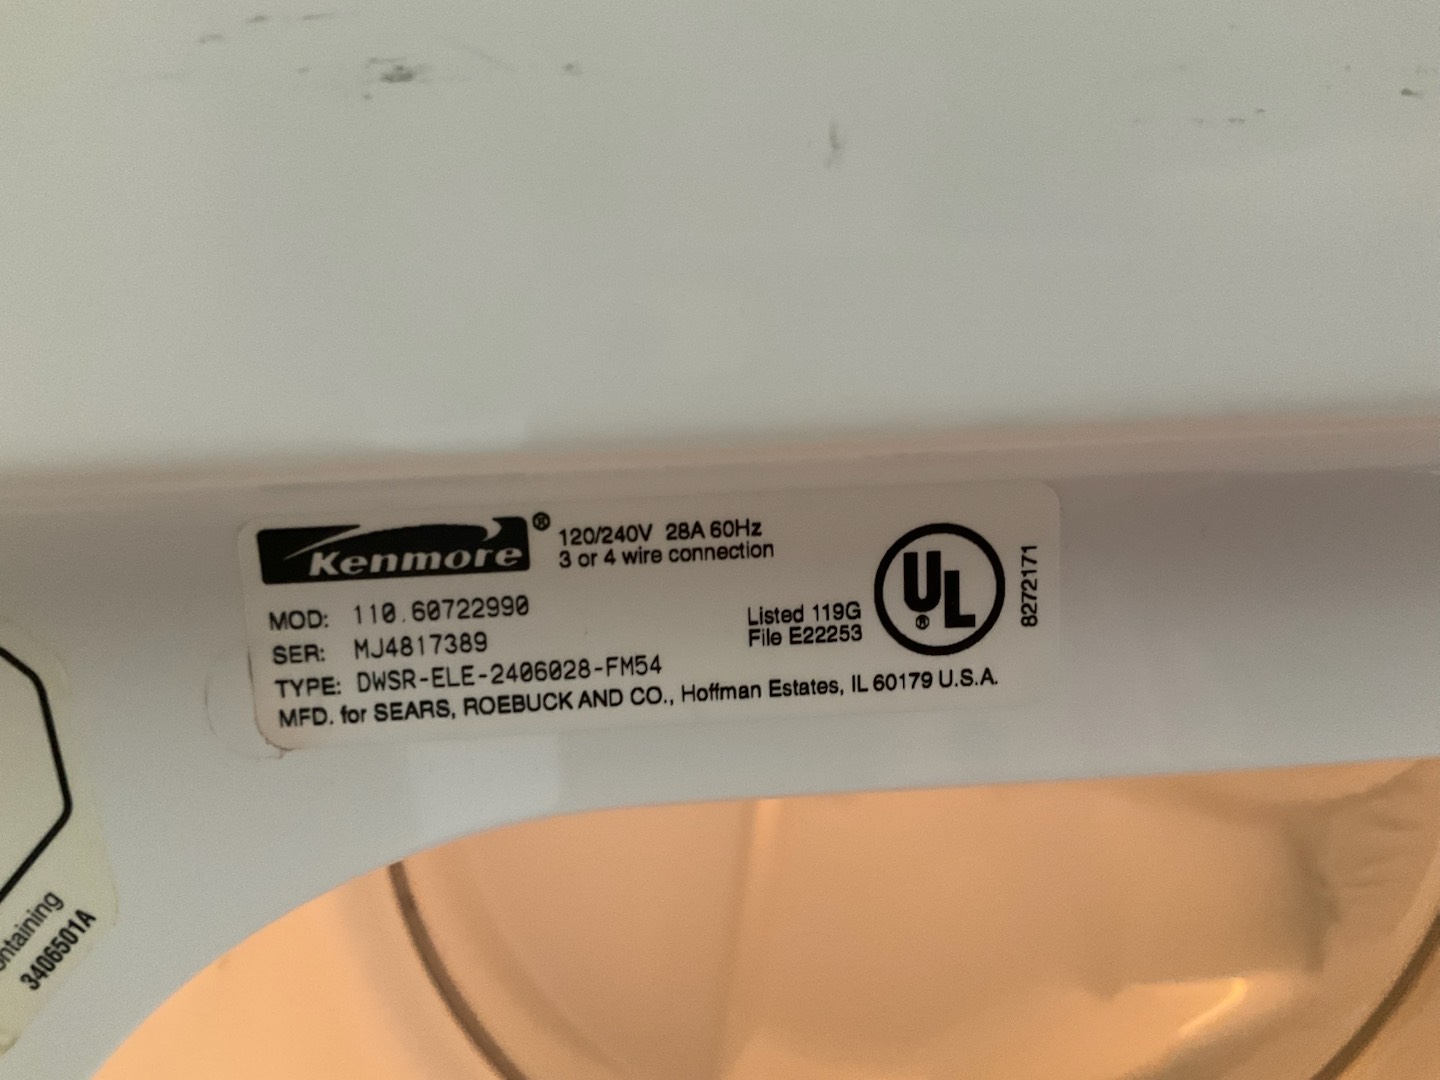 Kenmore®
120/240V 28A 60Hz
3 or 4 wire connection
MOD: 110.60722990
SER: MJ4817389
TYPE: DWSR-ELE-2406028-FM54
MFD. for SEARS, ROEBUCK AND CO., Hoffman Estates, IL 60179 U.S.A.
Listed 119G
File E22253
UL®
8272171
ntaining
3406501A